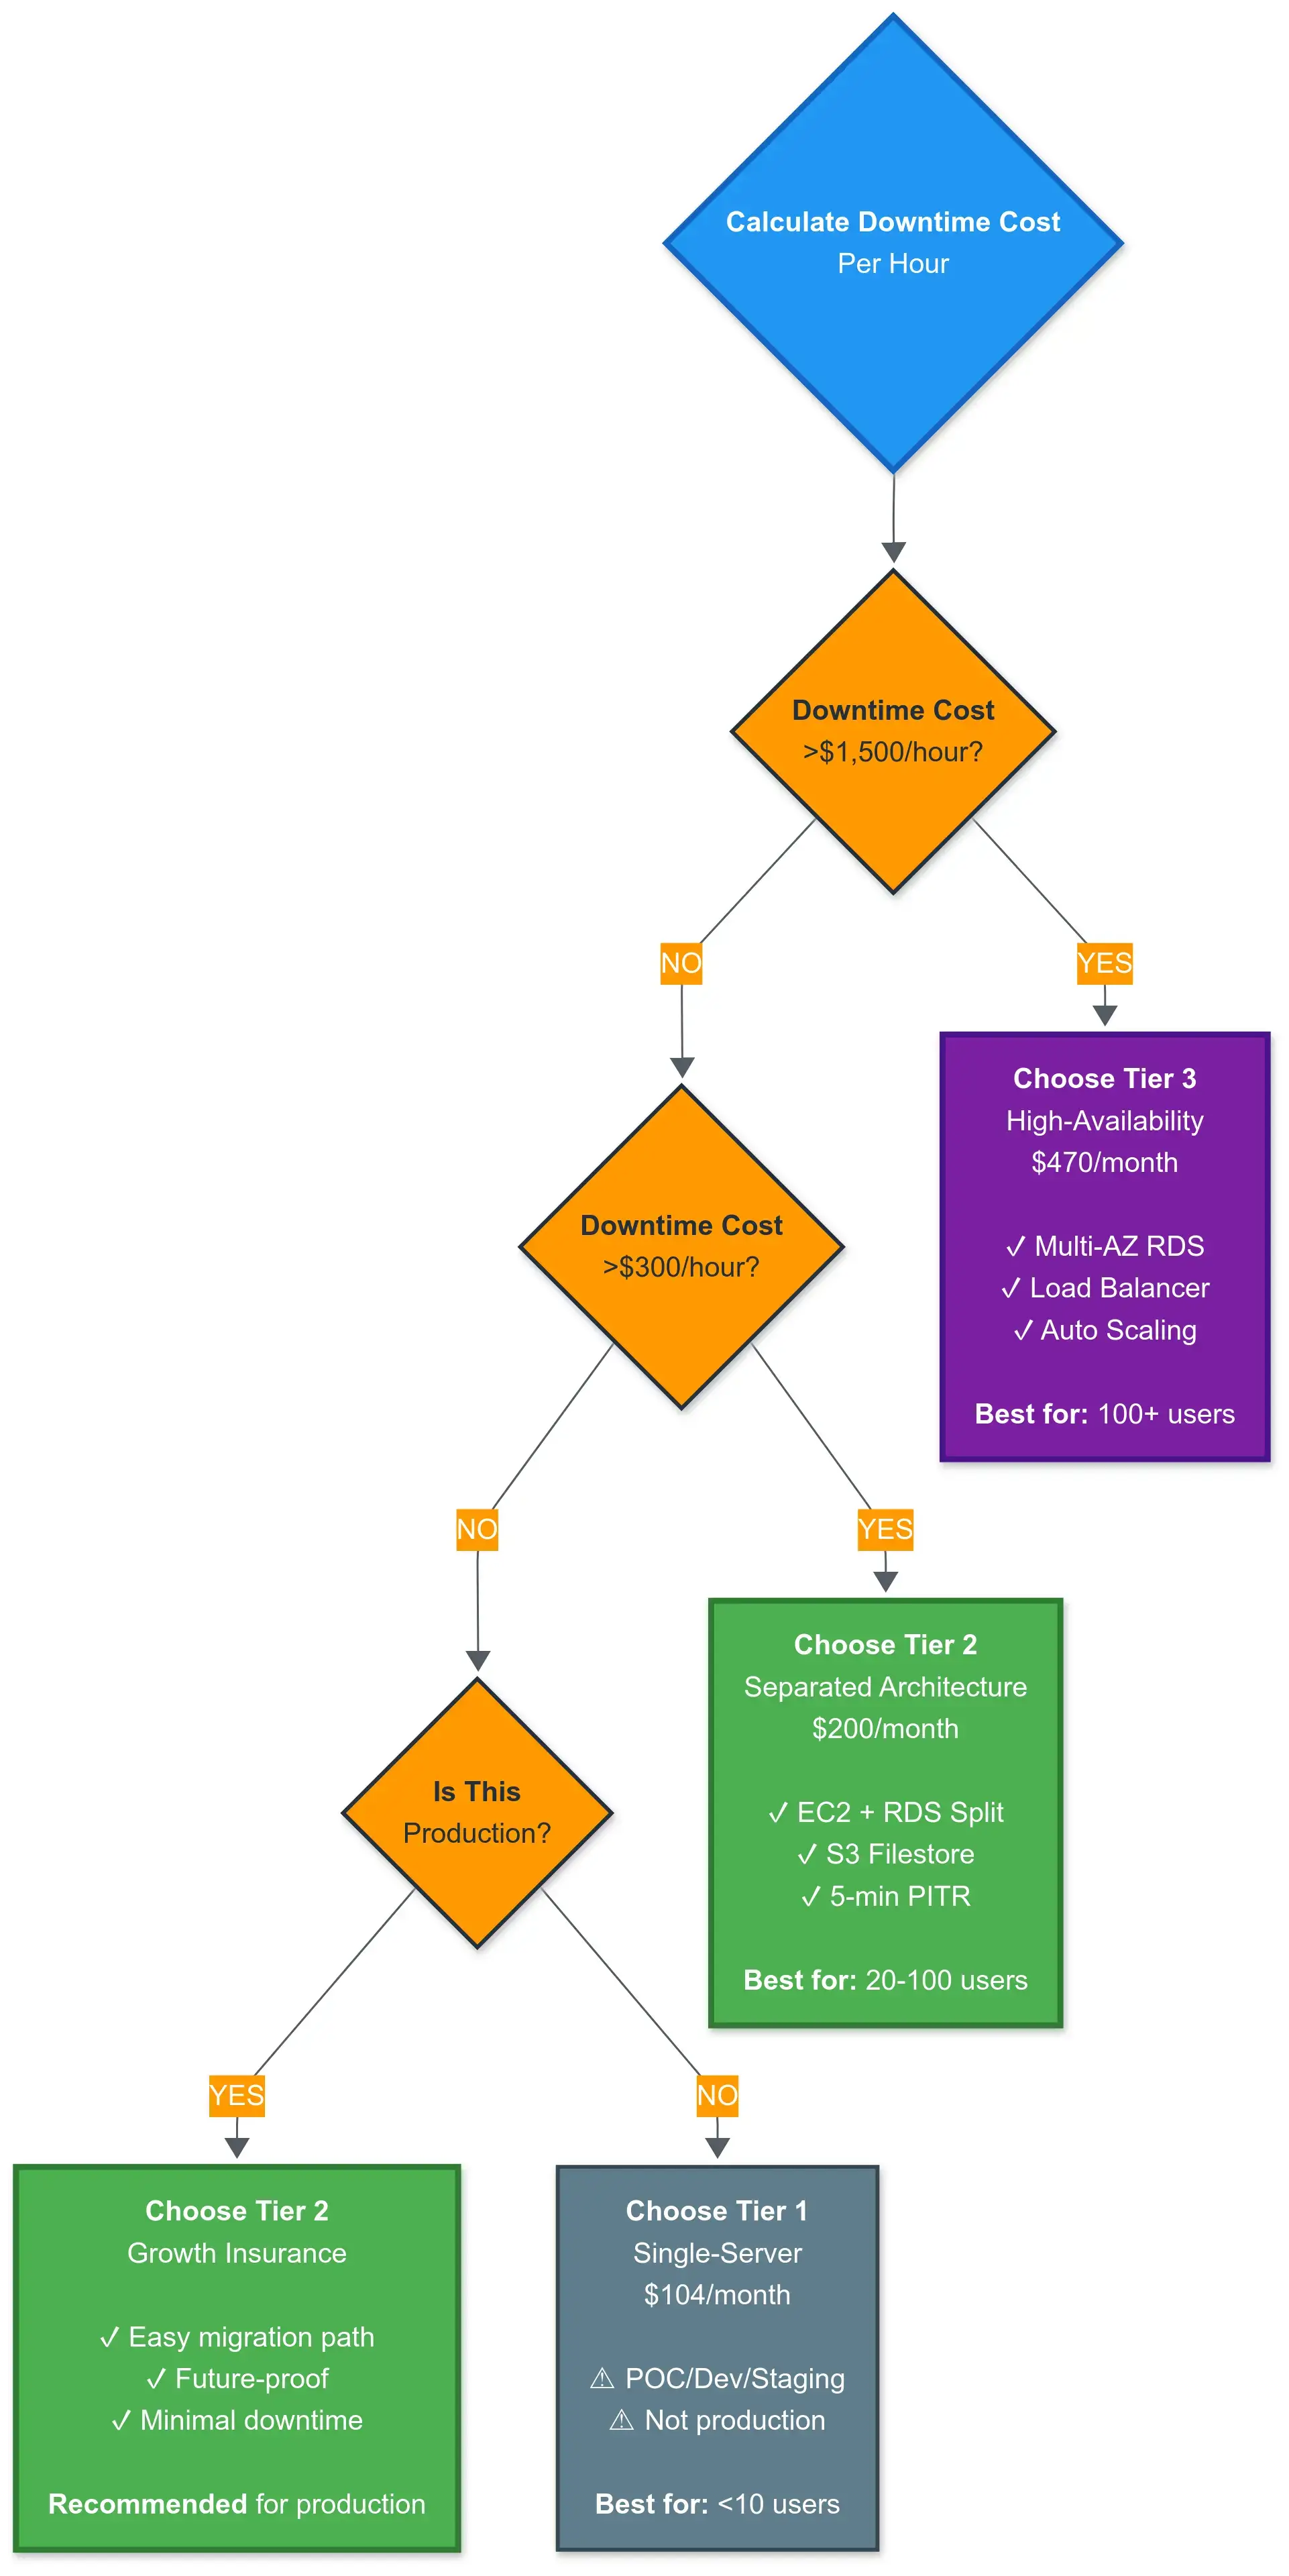 Calculate Downtime Cost
Per Hour
Downtime Cost
>$1,500/hour?
NO
YES
Choose Tier 3
High-Availability
$470/month
✓ Multi-AZ RDS
✓ Load Balancer
✓ Auto Scaling
Best for: 100+ users
Downtime Cost
>$300/hour?
NO
YES
Choose Tier 2
Separated Architecture
$200/month
✓ EC2 + RDS Split
✓ S3 Filestore
✓ 5-min PITR
Best for: 20-100 users
Is This
Production?
YES
NO
Choose Tier 2
Growth Insurance
✓ Easy migration path
✓ Future-proof
✓ Minimal downtime
Recommended for production
Choose Tier 1
Single-Server
$104/month
⚠ POC/Dev/Staging
⚠ Not production
Best for: <10 users